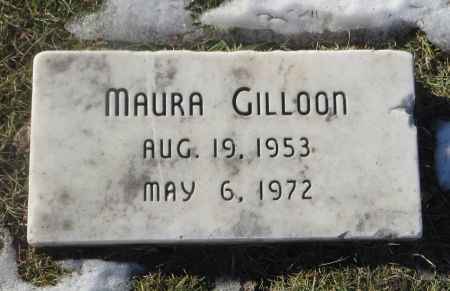 MAURA GILLOON
AUG. 19, 1953
MAY 6, 1972